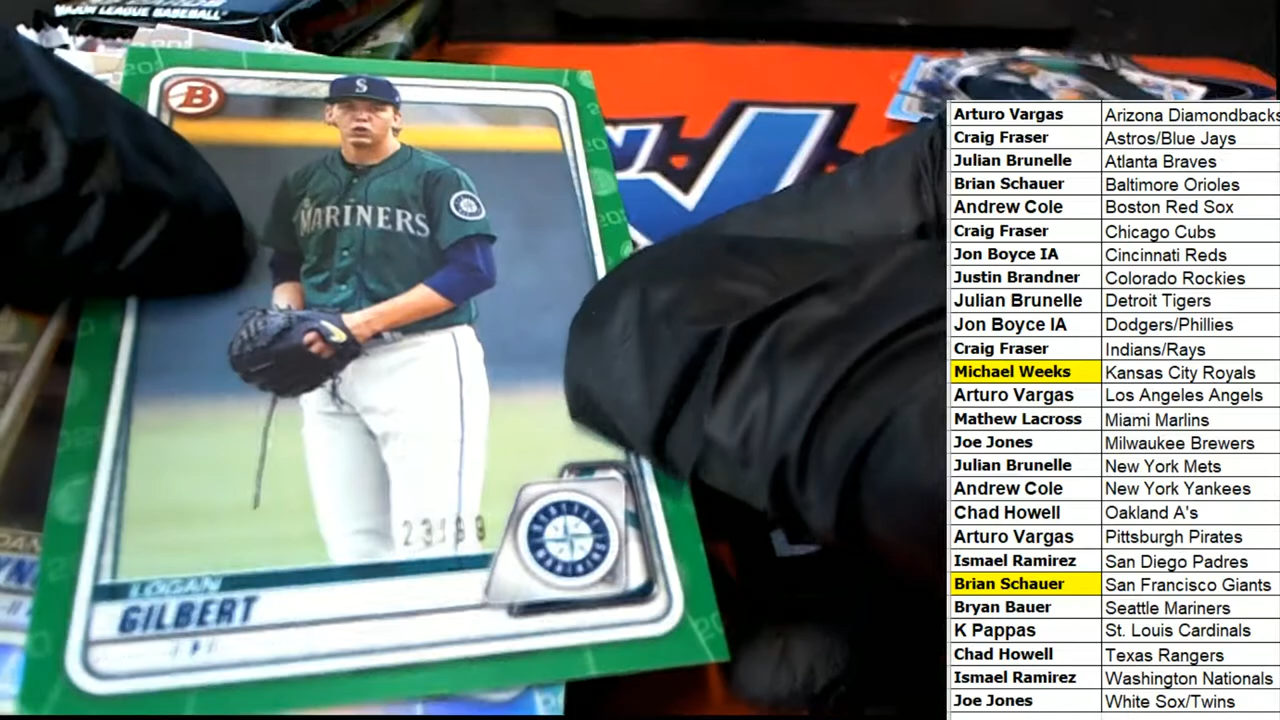 MAJOR LEAGUE BASEBALL
B
S
MARINERS
23/99
LOGAN
GILBERT
Arturo Vargas Arizona Diamondbacks
Craig Fraser Astros/Blue Jays
Julian Brunelle Atlanta Braves
Brian Schauer Baltimore Orioles
Andrew Cole Boston Red Sox
Craig Fraser Chicago Cubs
Jon Boyce IA Cincinnati Reds
Justin Brandner Colorado Rockies
Julian Brunelle Detroit Tigers
Jon Boyce IA Dodgers/Phillies
Craig Fraser Indians/Rays
Michael Weeks Kansas City Royals
Arturo Vargas Los Angeles Angels
Mathew Lacross Miami Marlins
Joe Jones Milwaukee Brewers
Julian Brunelle New York Mets
Andrew Cole New York Yankees
Chad Howell Oakland A's
Arturo Vargas Pittsburgh Pirates
Ismael Ramirez San Diego Padres
Brian Schauer San Francisco Giants
Bryan Bauer Seattle Mariners
K Pappas St. Louis Cardinals
Chad Howell Texas Rangers
Ismael Ramirez Washington Nationals
Joe Jones White Sox/Twins